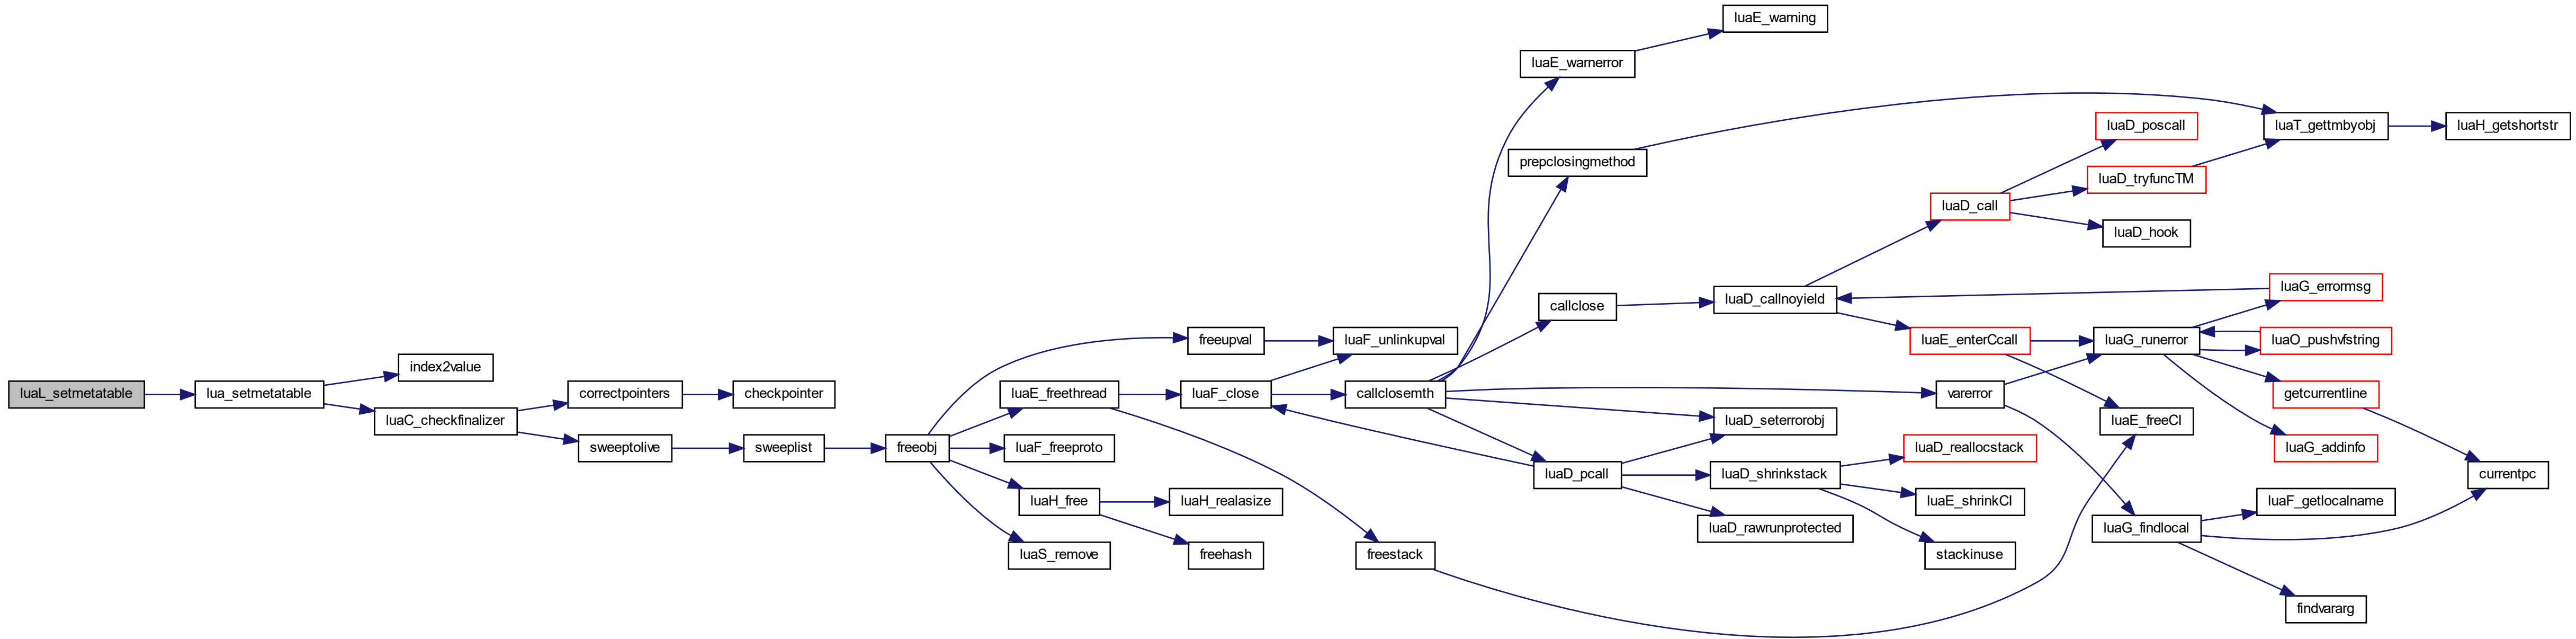 luaL_setmetatable
lua_setmetatable
index2value
luaC_checkfinalizer
correctpointers
checkpointer
sweeptolive
sweeplist
freeobj
freeupval
luaE_freethread
luaF_freeproto
luaH_free
luaS_remove
luaF_unlinkupval
luaF_close
luaH_realasize
freehash
callclosemth
freestack
luaE_warnerror
luaE_warning
prepclosingmethod
callclose
luaD_pcall
luaD_callnoyield
luaD_seterrorobj
luaD_shrinkstack
luaD_rawrunprotected
varerror
luaD_call
luaE_enterCcall
luaD_reallocstack
luaE_shrinkCI
stackinuse
luaD_poscall
luaD_tryfuncTM
luaD_hook
luaG_runerror
luaE_freeCI
luaG_findlocal
luaT_gettmbyobj
luaH_getshortstr
luaG_errormsg
luaO_pushvfstring
getcurrentline
luaG_addinfo
currentpc
luaF_getlocalname
findvararg